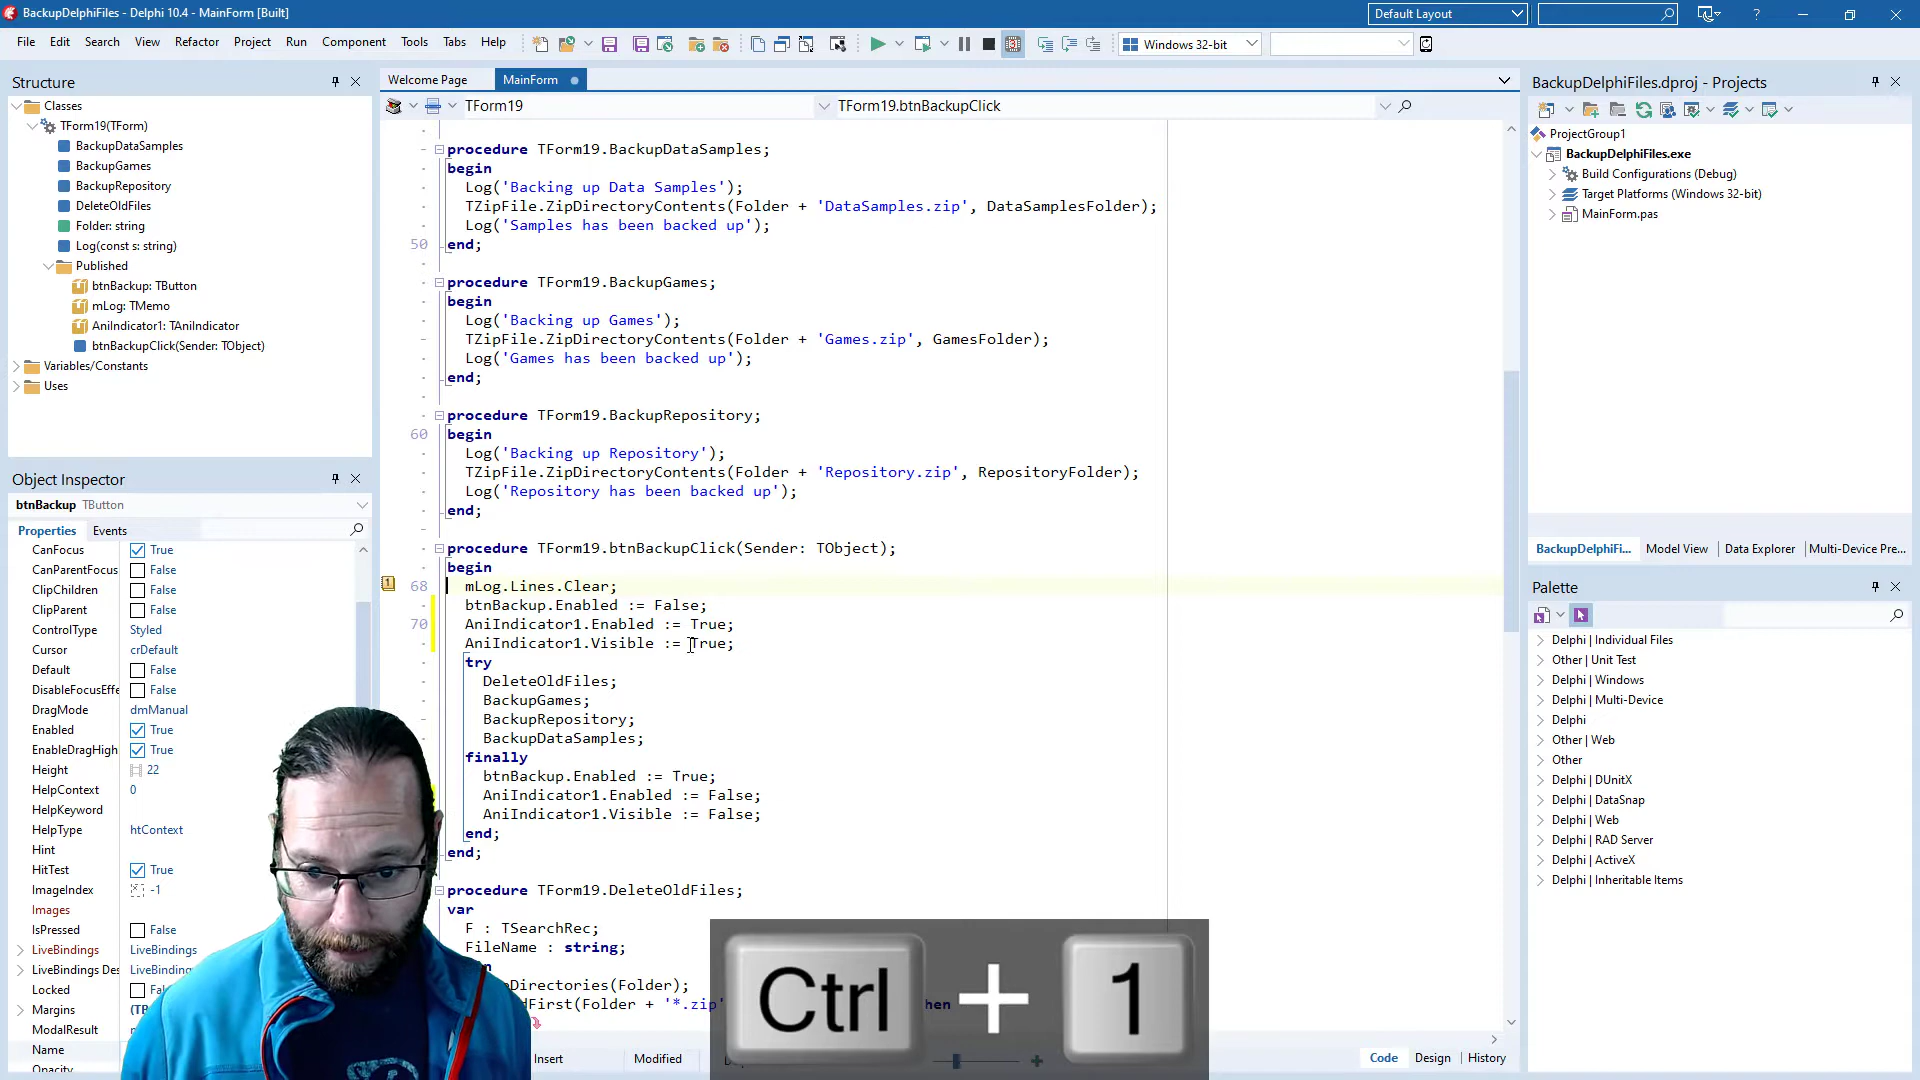 BackupDelphiFiles - Delphi 10.4 - MainForm [Built]
Default Layout
File Edit Search View Refactor Project Run Component Tools Tabs Help
Windows 32-bit
Structure
Classes
TForm19(TForm)
BackupDataSamples
BackupGames
BackupRepository
DeleteOldFiles
Folder: string
Log(const s: string)
Published
btnBackup: TButton
mLog: TMemo
AniIndicator1: TAniIndicator
btnBackupClick(Sender: TObject)
Variables/Constants
Uses
Object Inspector
btnBackup TButton
Properties Events
CanFocus True
CanParentFocus False
ClipChildren False
ClipParent False
ControlType Styled
Cursor crDefault
Default False
DisableFocusEffe False
DragMode dmManual
Enabled True
EnableDragHigh True
Height 22
HelpContext 0
HelpKeyword
HelpType htContext
Hint
HitTest True
ImageIndex -1
Images
IsPressed False
LiveBindings LiveBindings
LiveBindings Des LiveBinding
Locked
Margins
ModalResult
Name
Opacity
Welcome Page MainForm
TForm19 TForm19.btnBackupClick
procedure TForm19.BackupDataSamples;
begin
Log('Backing up Data Samples');
TZipFile.ZipDirectoryContents(Folder + 'DataSamples.zip', DataSamplesFolder);
Log('Samples has been backed up');
50 end;
procedure TForm19.BackupGames;
begin
Log('Backing up Games');
TZipFile.ZipDirectoryContents(Folder + 'Games.zip', GamesFolder);
Log('Games has been backed up');
end;
procedure TForm19.BackupRepository;
60 begin
Log('Backing up Repository');
TZipFile.ZipDirectoryContents(Folder + 'Repository.zip', RepositoryFolder);
Log('Repository has been backed up');
end;
procedure TForm19.btnBackupClick(Sender: TObject);
begin
1 68 mLog.Lines.Clear;
btnBackup.Enabled := False;
70 AniIndicator1.Enabled := True;
AniIndicator1.Visible := True;
try
DeleteOldFiles;
BackupGames;
BackupRepository;
BackupDataSamples;
finally
btnBackup.Enabled := True;
AniIndicator1.Enabled := False;
AniIndicator1.Visible := False;
end;
end;
procedure TForm19.DeleteOldFiles;
var
F : TSearchRec;
FileName : string;
Directories(Folder);
First(Folder + '*.zip'
Insert Modified
Code Design History
Ctrl + 1
BackupDelphiFiles.dproj - Projects
ProjectGroup1
BackupDelphiFiles.exe
Build Configurations (Debug)
Target Platforms (Windows 32-bit)
MainForm.pas
BackupDelphiFi... Model View Data Explorer Multi-Device Pre...
Palette
Delphi | Individual Files
Other | Unit Test
Delphi | Windows
Delphi | Multi-Device
Delphi
Other | Web
Other
Delphi | DUnitX
Delphi | DataSnap
Delphi | Web
Delphi | RAD Server
Delphi | ActiveX
Delphi | Inheritable Items